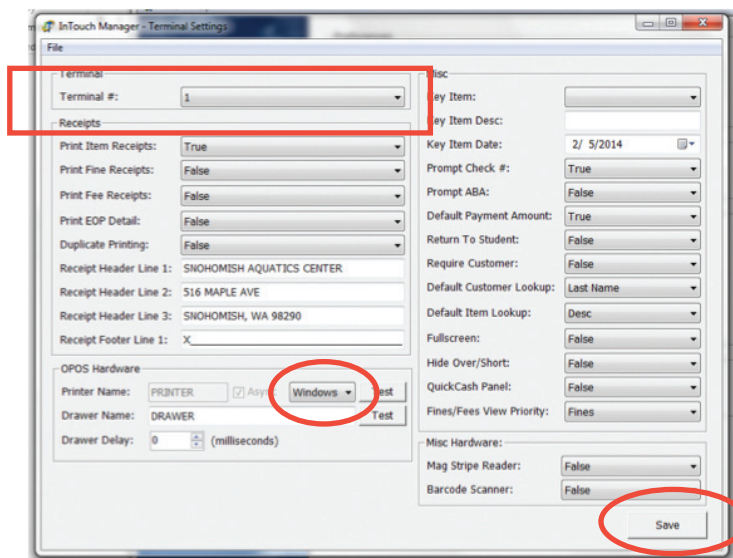 InTouch Manager - Terminal Settings
File
Terminal
Terminal #: 1
Receipts
Print Item Receipts: True
Print Fine Receipts: False
Print Fee Receipts: False
Print EOP Detail: False
Duplicate Printing: False
Receipt Header Line 1: SNOHOMISH AQUATICS CENTER
Receipt Header Line 2: 516 MAPLE AVE
Receipt Header Line 3: SNOHOMISH, WA 98290
Receipt Footer Line 1: X
OPOS Hardware
Printer Name: PRINTER Async Windows Test
Drawer Name: DRAWER Test
Drawer Delay: 0 (milliseconds)
Misc
Key Item:
Key Item Desc:
Key Item Date: 2/ 5/2014
Prompt Check #: True
Prompt ABA: False
Default Payment Amount: True
Return To Student: False
Require Customer: False
Default Customer Lookup: Last Name
Default Item Lookup: Desc
Fullscreen: False
Hide Over/Short: False
QuickCash Panel: False
Fines/Fees View Priority: Fines
Misc Hardware:
Mag Stripe Reader: False
Barcode Scanner: False
Save